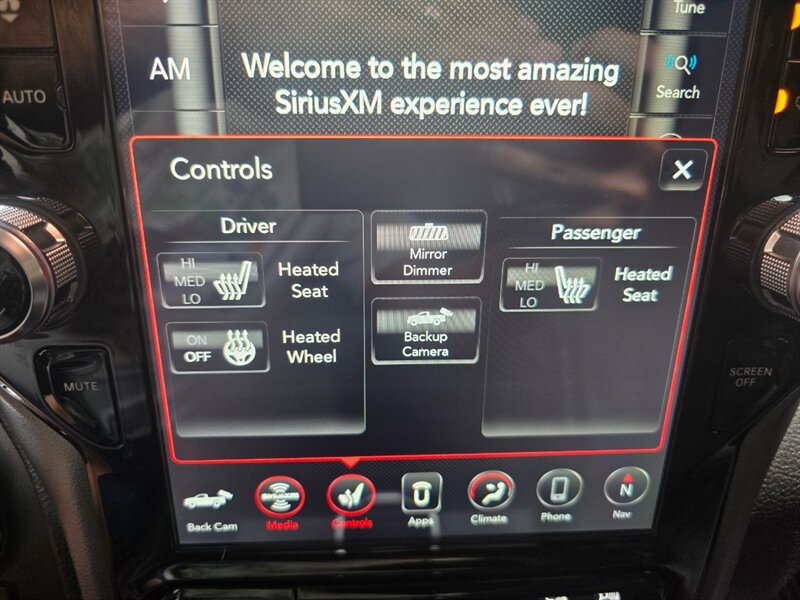 Tune
AM
Welcome to the most amazing
SiriusXM experience ever!
Search
AUTO
Controls
X
Driver
Passenger
HI
MED
LO
Heated
Seat
Mirror
Dimmer
HI
MED
LO
Heated
Seat
ON
OFF
Heated
Wheel
Backup
Camera
MUTE
SCREEN
OFF
SiriusXM
N
Back Cam
Media
Controls
Apps
Climate
Phone
Nav